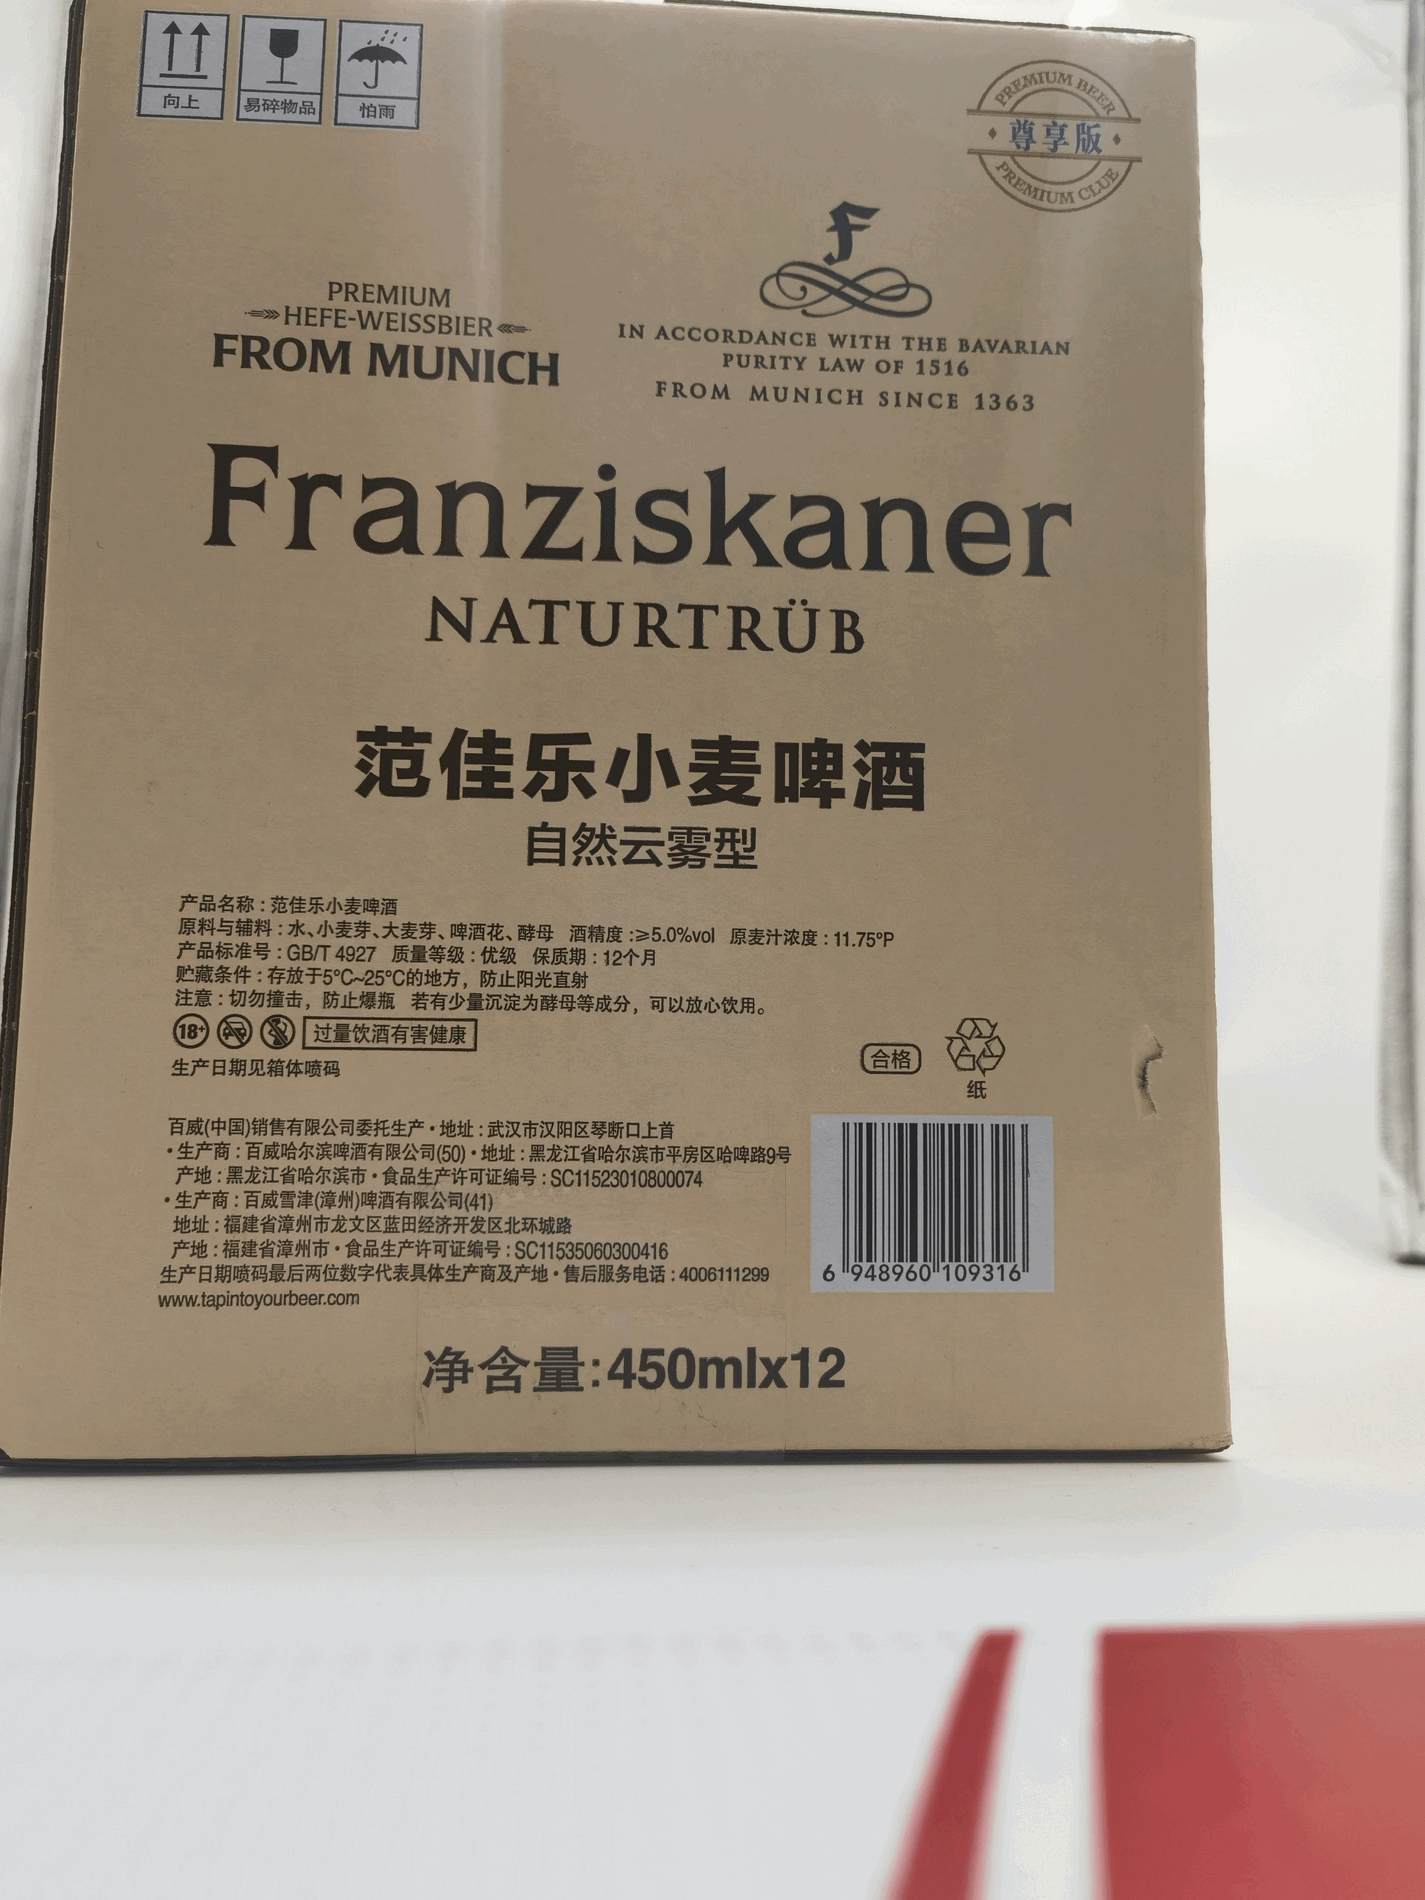 向上
易碎物品
怕雨
PREMIUM BEER
尊享版
PREMIUM CLUE
F
PREMIUM
HEFE-WEISSBIER
FROM MUNICH
IN ACCORDANCE WITH THE BAVARIAN
PURITY LAW OF 1516
FROM MUNICH SINCE 1363
Franziskaner
NATURTRÜB
范佳乐小麦啤酒
自然云雾型
产品名称：范佳乐小麦啤酒
原料与辅料：水、小麦芽、大麦芽、啤酒花、酵母 酒精度：≥5.0%vol 原麦汁浓度：11.75°P
产品标准号：GB/T 4927 质量等级：优级 保质期：12个月
贮藏条件：存放于5°C~25°C的地方，防止阳光直射
注意：切勿撞击，防止爆瓶 若有少量沉淀为酵母等成分，可以放心饮用。
18+ 过量饮酒有害健康
生产日期见箱体喷码
合格
纸
百威(中国)销售有限公司委托生产·地址：武汉市汉阳区琴断口上首
·生产商：百威哈尔滨啤酒有限公司(50)·地址：黑龙江省哈尔滨市平房区哈啤路9号
产地：黑龙江省哈尔滨市·食品生产许可证编号：SC11523010800074
·生产商：百威雪津(漳州)啤酒有限公司(41)
地址：福建省漳州市龙文区蓝田经济开发区北环城路
产地：福建省漳州市·食品生产许可证编号：SC11535060300416
生产日期喷码最后两位数字代表具体生产商及产地·售后服务电话：4006111299
www.tapintoyourbeer.com
6 948960 109316
净含量:450mlx12